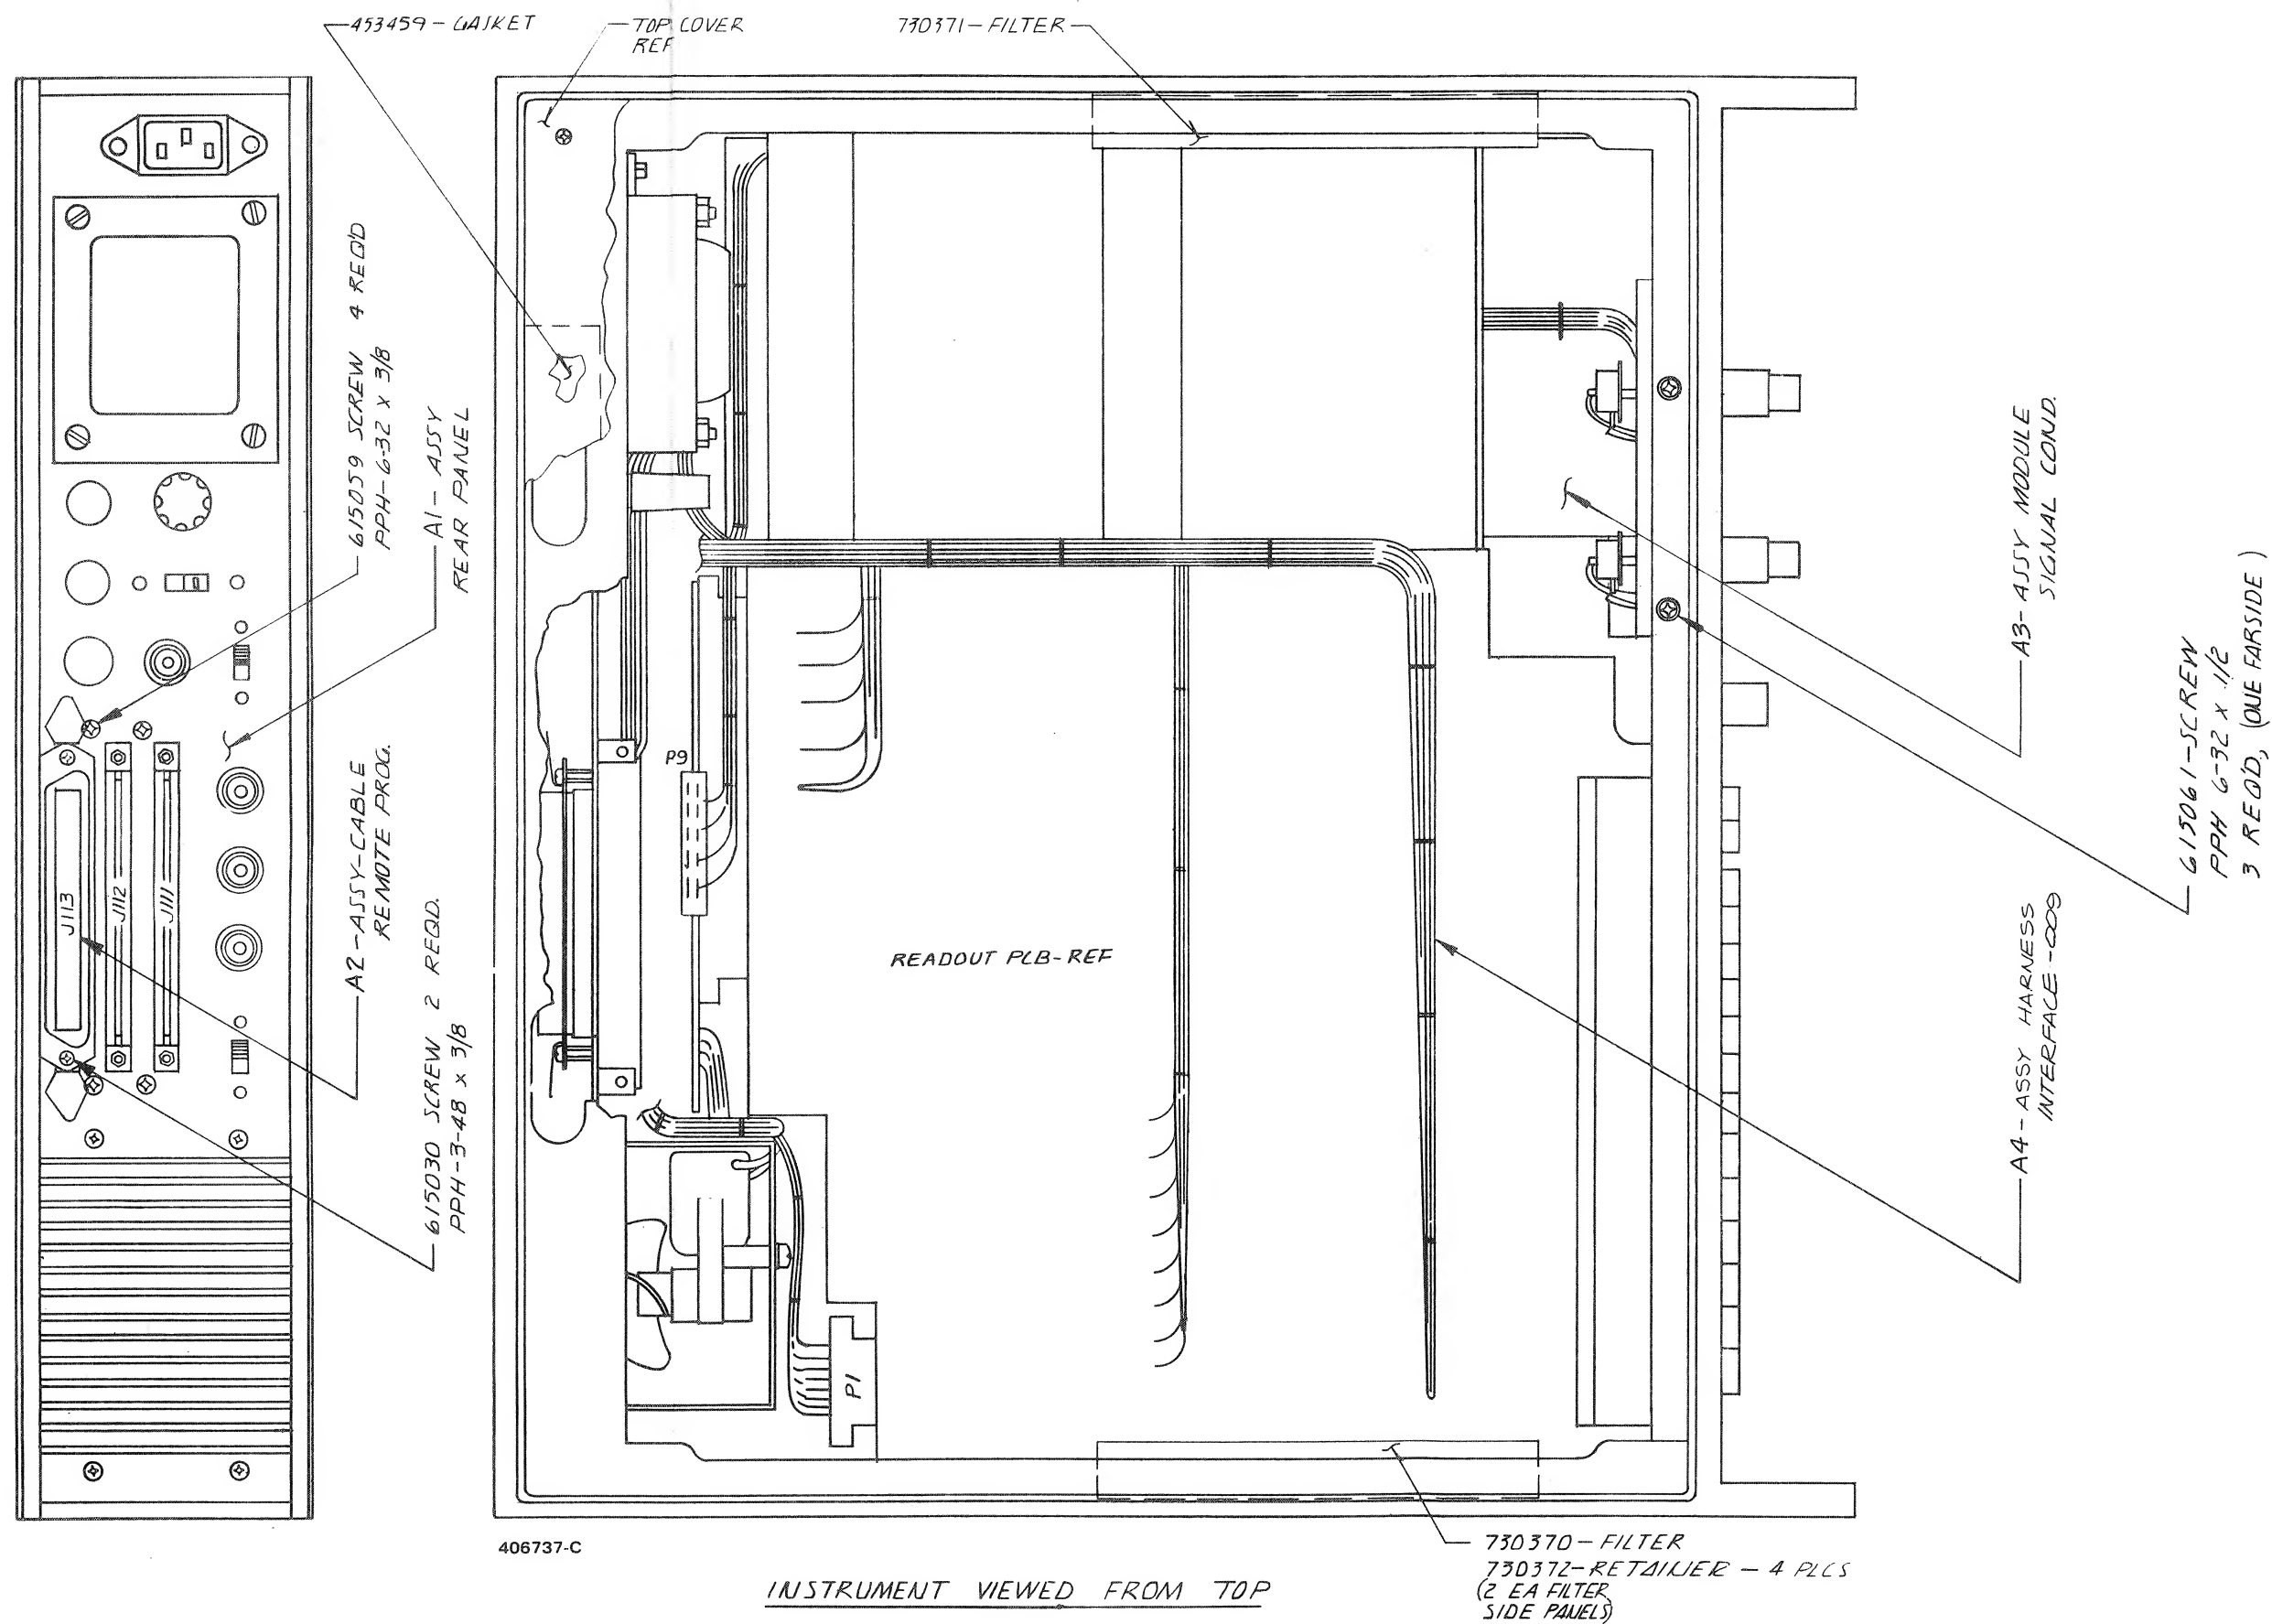 453459-GASKET
TOP COVER
REF
730371-FILTER
615059 SCREW 4 REQD
PPH-6-32 x 3/8
A1-ASSY
REAR PANEL
A2-ASSY-CABLE
REMOTE PROG.
615030 SCREW 2 REQD.
PPH-3-48 x 3/8
J113
J112
J111
P9
READOUT PCB-REF
P1
A3-ASSY MODULE
SIGNAL COND.
615061-SCREW
PPH 6-32 x 1/2
3 REQ'D, (ONE FARSIDE)
A4-ASSY HARNESS
INTERFACE-009
406737-C
INSTRUMENT VIEWED FROM TOP
730370-FILTER
730372-RETAINER - 4 PLCS
(2 EA FILTER,
SIDE PANELS)